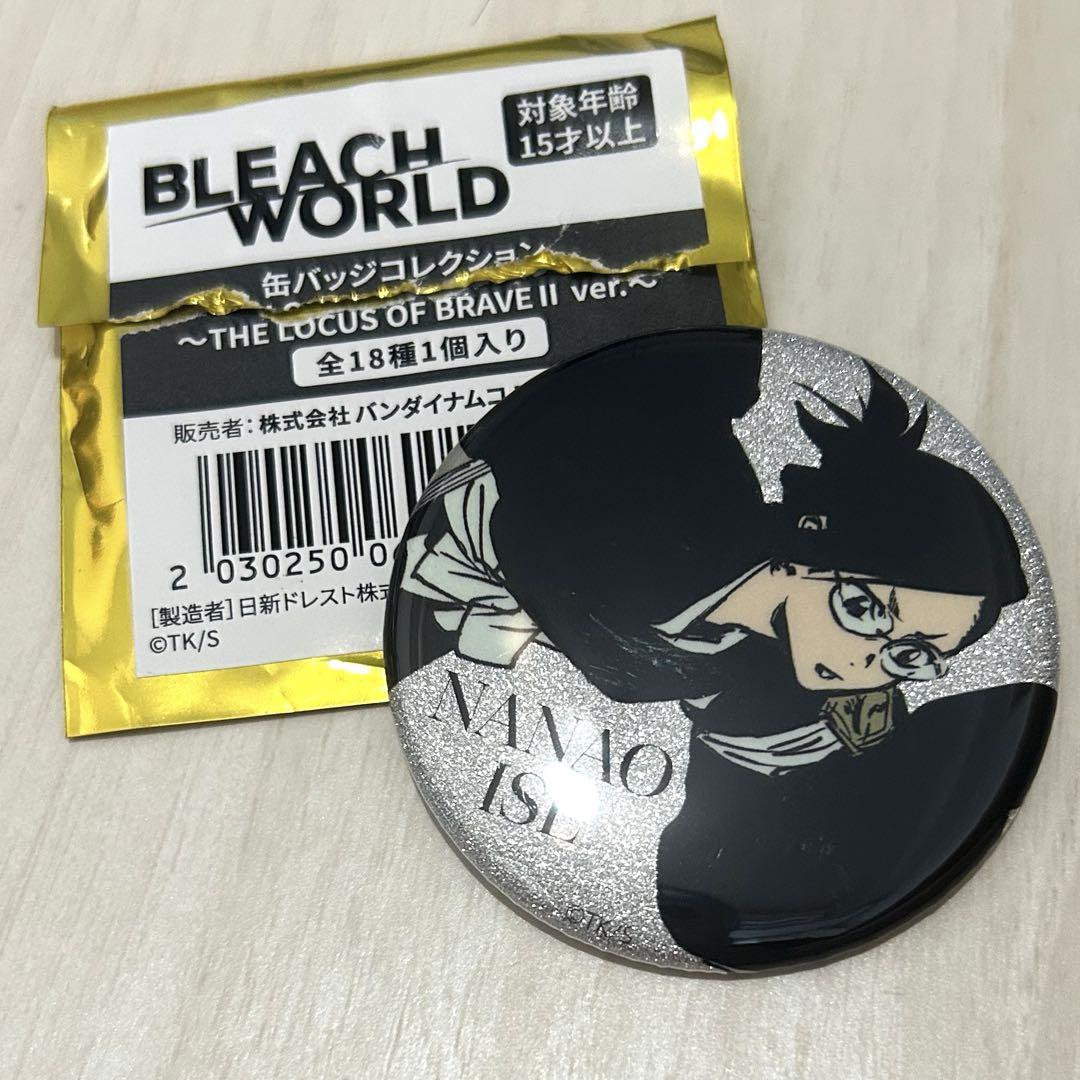 BLEACH
WORLD
対象年齢
15才以上
缶バッジコレクション
～THE LOCUS OF BRAVEⅡ ver.～
全18種1個入り
販売者：株式会社 バンダイナムコ
2 030250 0
[製造者]日新ドレスト株式
©TK/S
NANAO
ISE
©TK/S